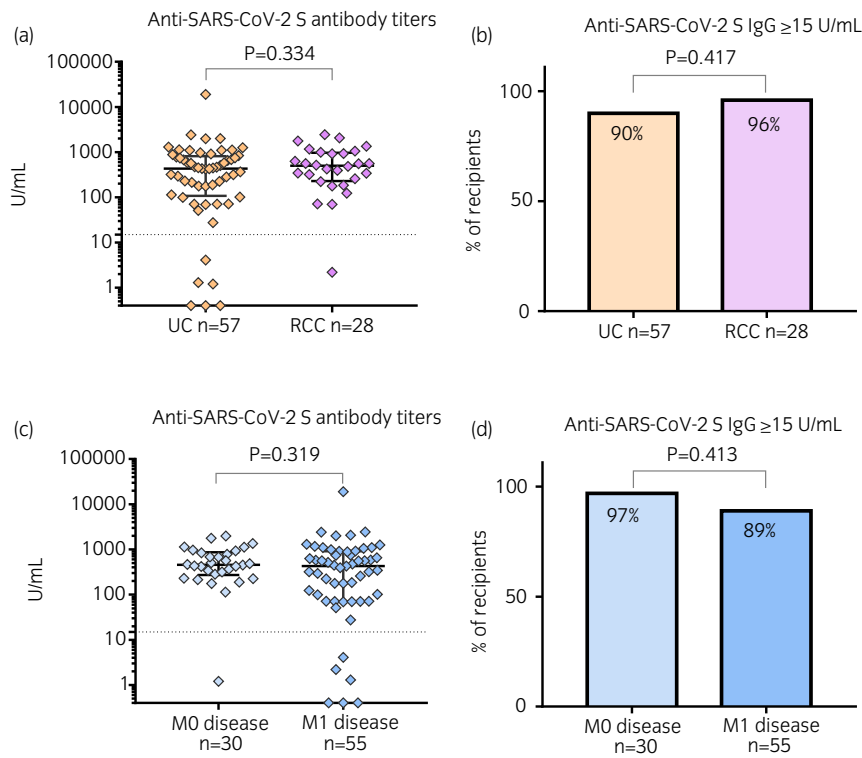 (a)
Anti-SARS-CoV-2 S antibody titers
P=0.334
100000
10000
1000
100
10
1
U/mL
UC n=57
RCC n=28
(b)
Anti-SARS-CoV-2 S IgG ≥15 U/mL
P=0.417
100
50
0
% of recipients
90%
96%
UC n=57
RCC n=28
(c)
Anti-SARS-CoV-2 S antibody titers
P=0.319
100000
10000
1000
100
10
1
U/mL
M0 disease
n=30
M1 disease
n=55
(d)
Anti-SARS-CoV-2 S IgG ≥15 U/mL
P=0.413
100
50
0
% of recipients
97%
89%
M0 disease
n=30
M1 disease
n=55